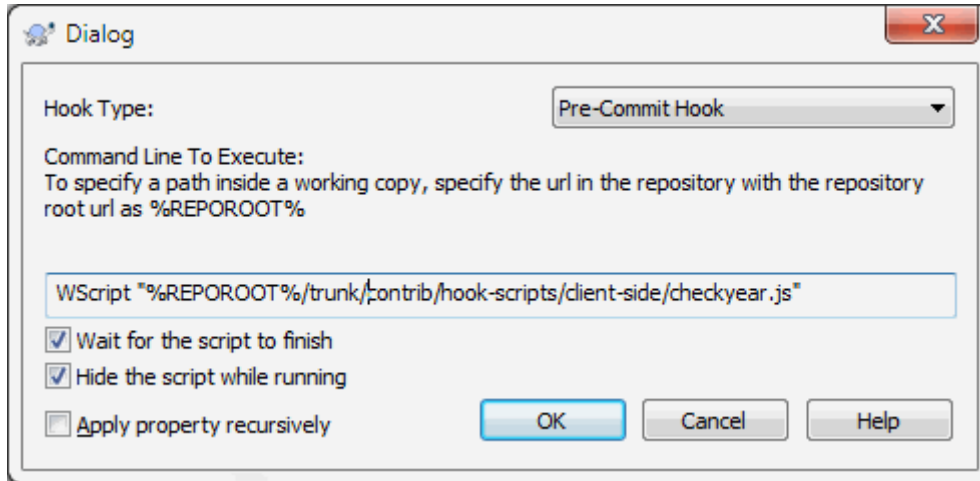 Dialog
Hook Type:
Pre-Commit Hook
Command Line To Execute:
To specify a path inside a working copy, specify the url in the repository with the repository
root url as %REPOROOT%
WScript "%REPOROOT%/trunk/contrib/hook-scripts/client-side/checkyear.js"
Wait for the script to finish
Hide the script while running
Apply property recursively
OK
Cancel
Help